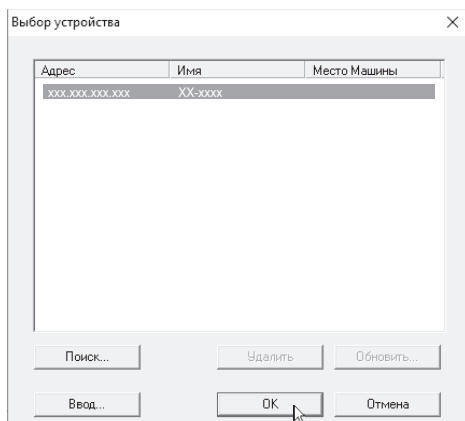 Выбор устройства
Адрес Имя Место Машины
xxx.xxx.xxx.xxx XX-xxxx
Поиск... Удалить Обновить...
Ввод... OK Отмена